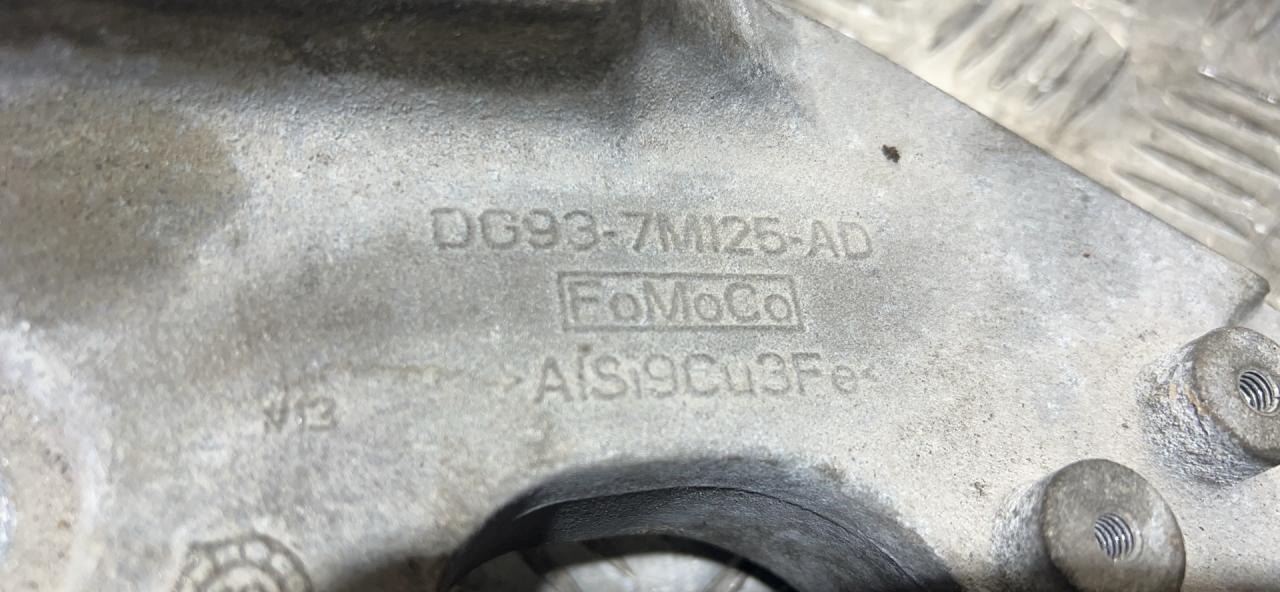 DG93-7M125-AD
FoMoCo
>AlSi9Cu3Fe<